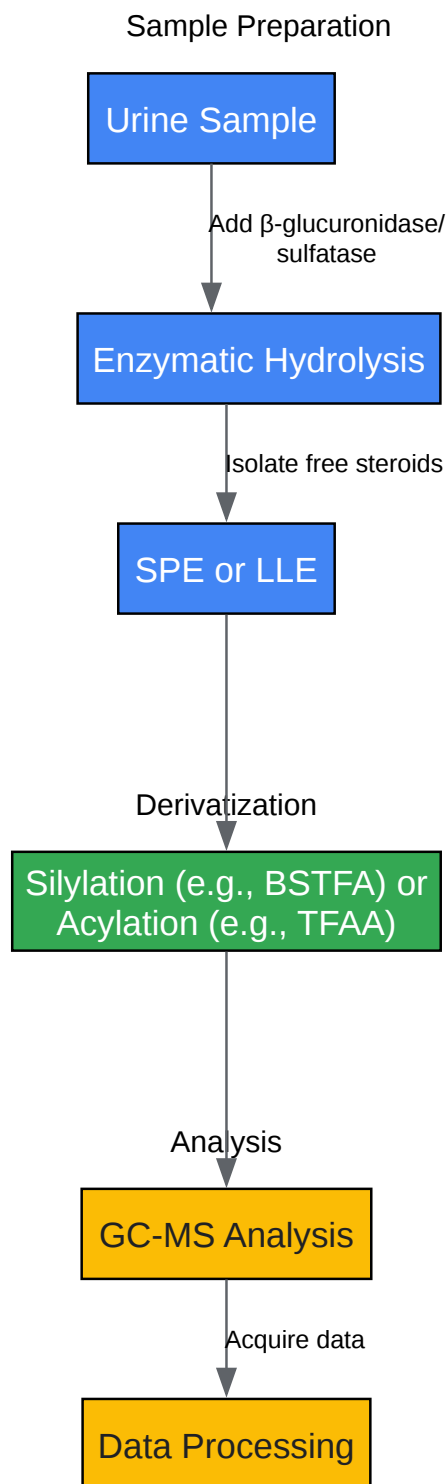 Sample Preparation
Urine Sample
Add β-glucuronidase/
sulfatase
Enzymatic Hydrolysis
Isolate free steroids
SPE or LLE
Derivatization
Silylation (e.g., BSTFA) or
Acylation (e.g., TFAA)
Analysis
GC-MS Analysis
Acquire data
Data Processing